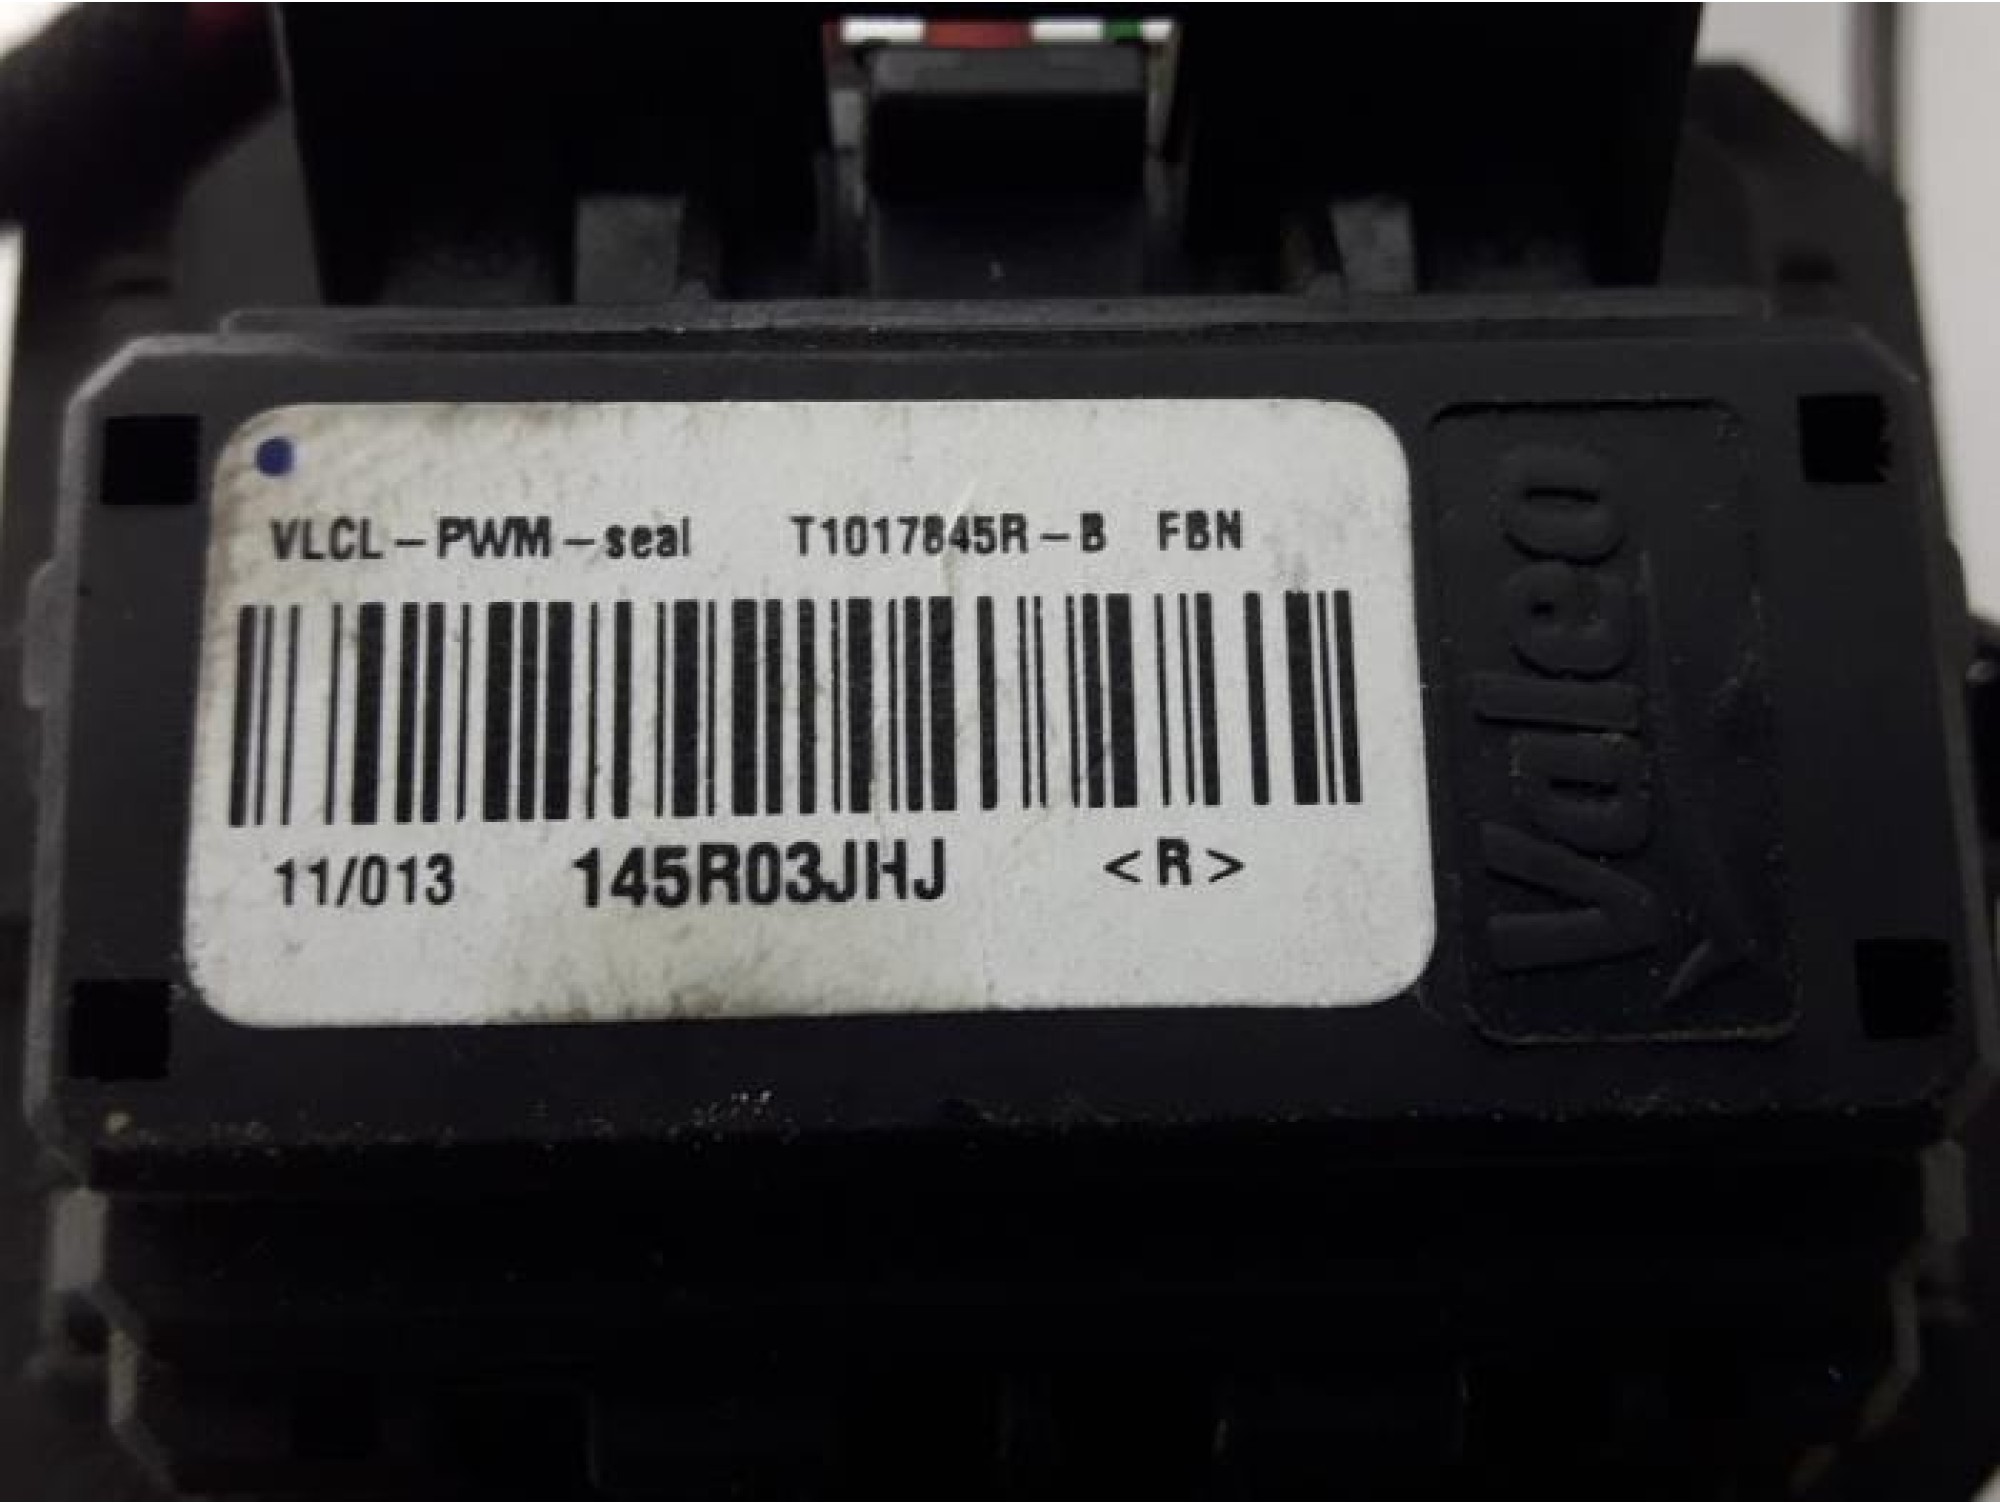 VLCL-PWM-seal T1017845R-B FBN
11/013 145R03JHJ <R>
Valeo